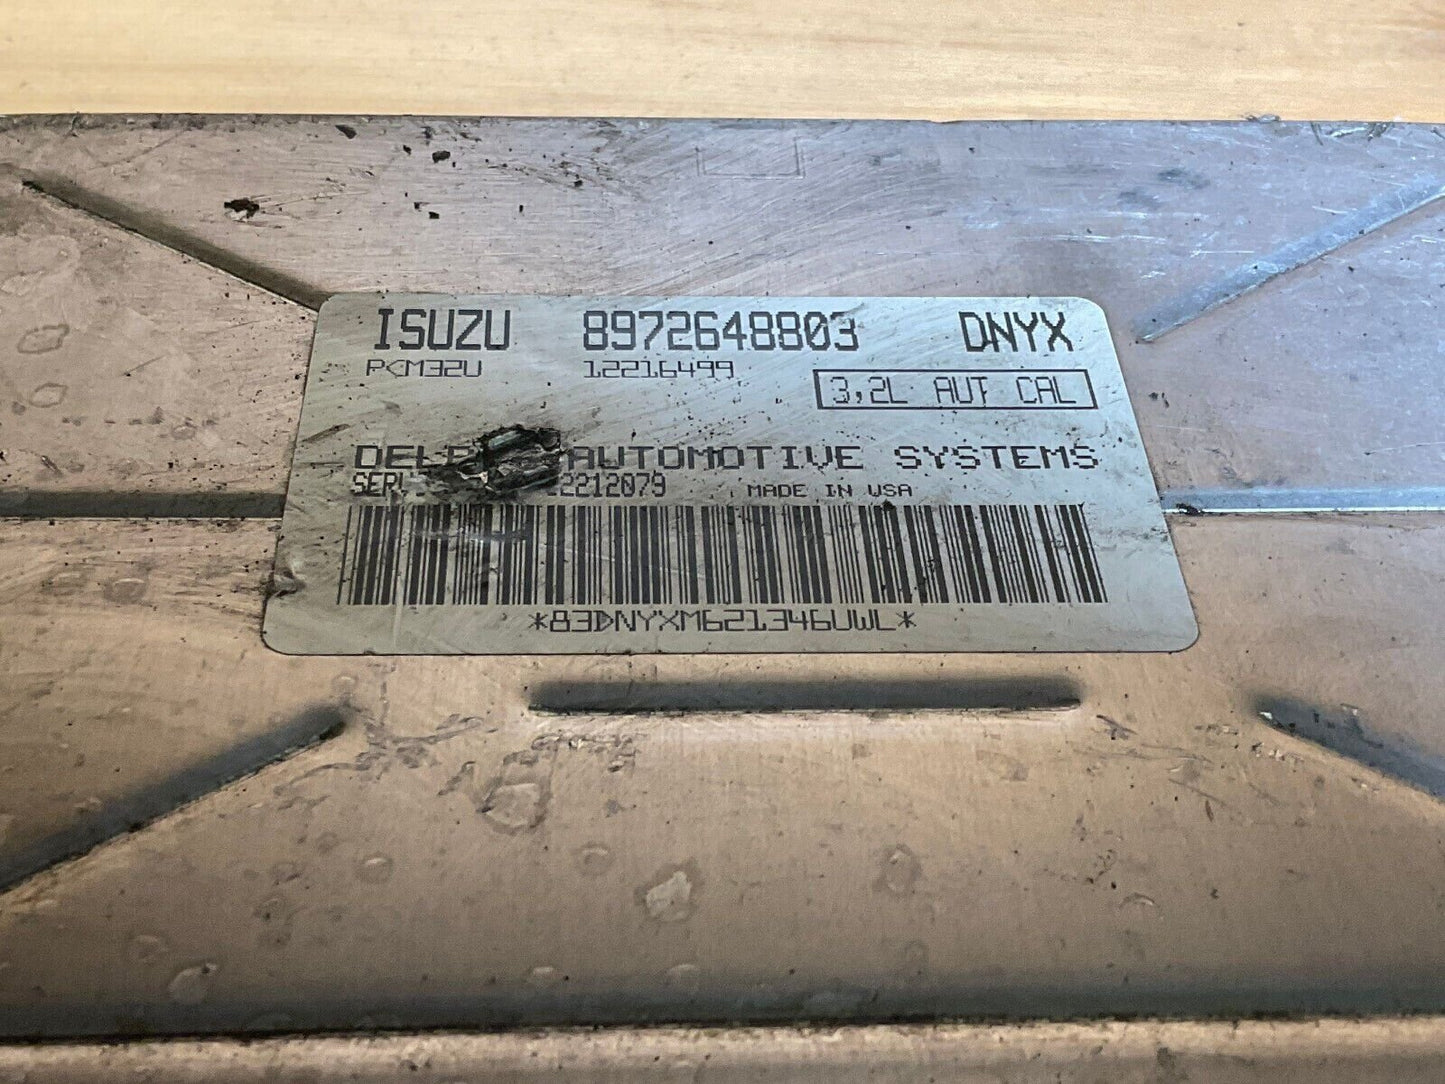 ISUZU 8972648803 DNYX
PCM32U 12216499
3,2L AUT CAL
AUTOMOTIVE SYSTEMS
2212079 MADE IN USA
*83DNYXM621346UWL*